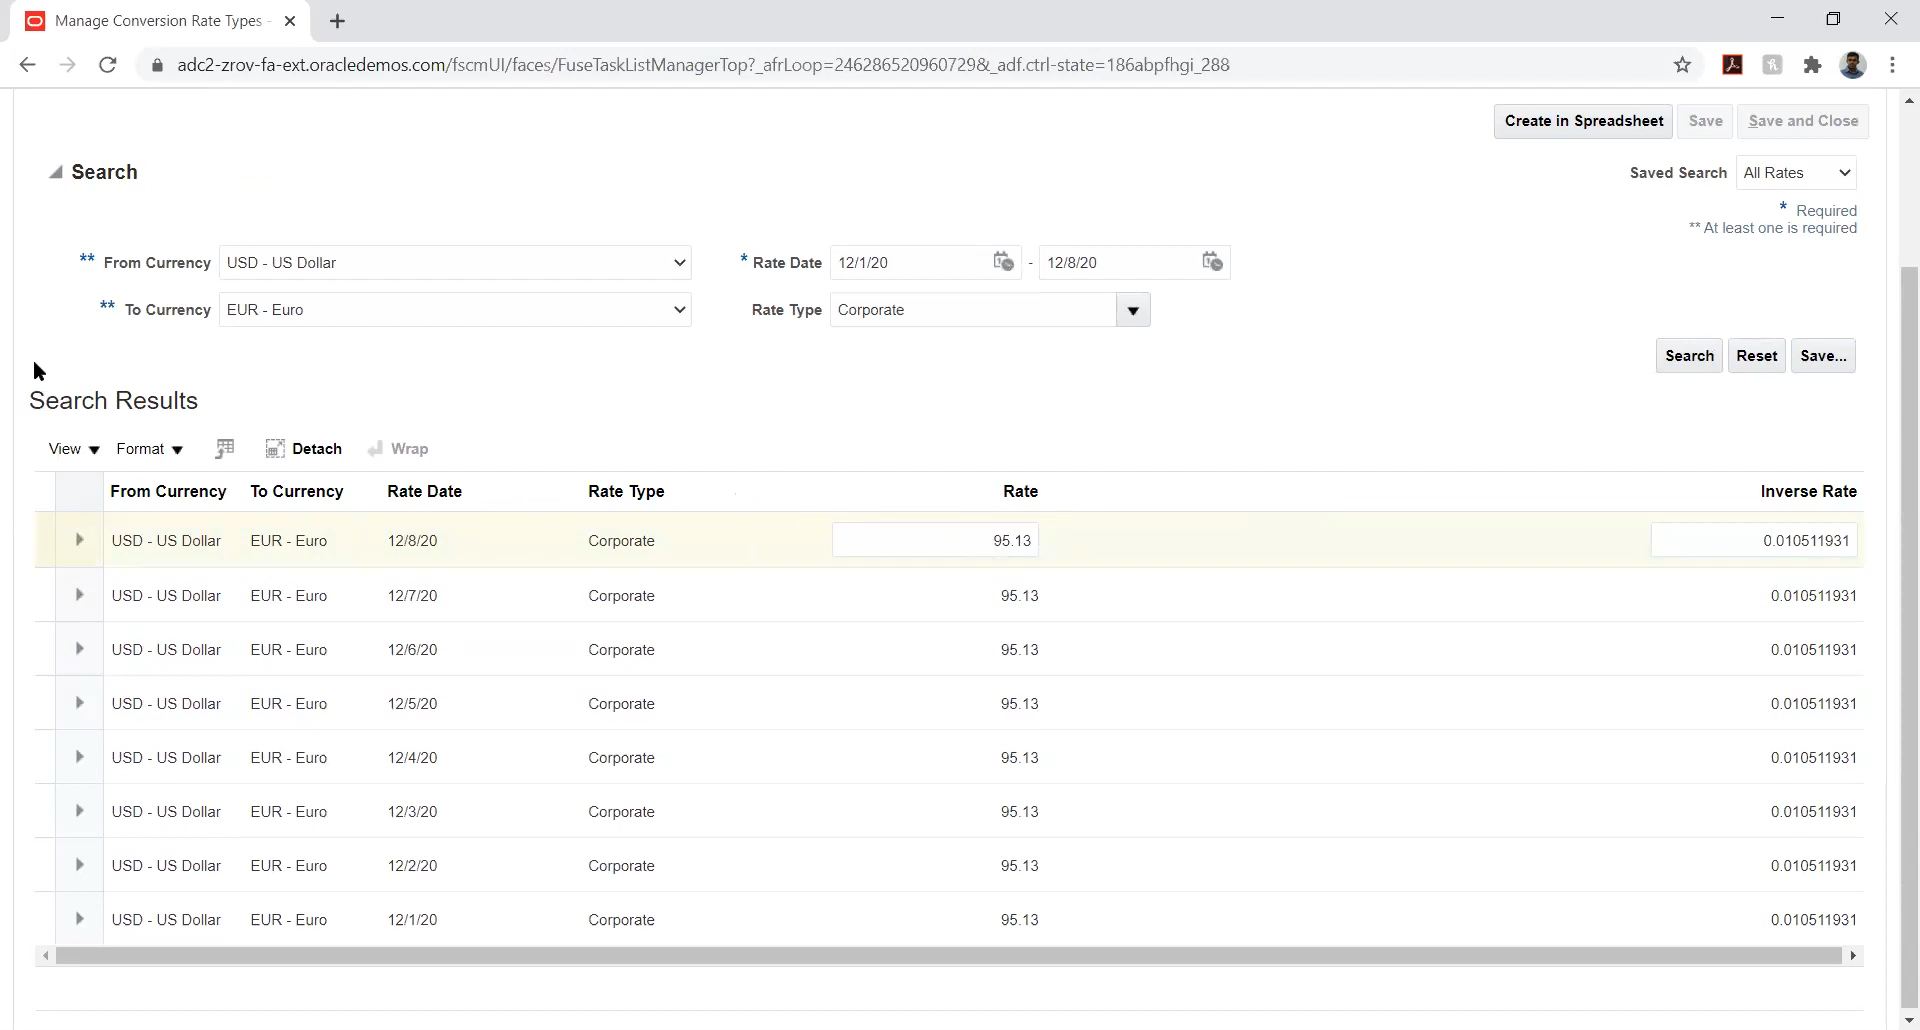 Manage Conversion Rate Types -
adc2-zrov-fa-ext.oracledemos.com/fscmUI/faces/FuseTaskListManagerTop?_afrLoop=246286520960729&_adf.ctrl-state=186abpfhgi_288
Create in Spreadsheet Save Save and Close
Search Saved Search All Rates
* Required
** At least one is required
** From Currency USD - US Dollar * Rate Date 12/1/20 - 12/8/20
** To Currency EUR - Euro Rate Type Corporate
Search Reset Save...
Search Results
View Format Detach Wrap
From Currency To Currency Rate Date Rate Type Rate Inverse Rate
USD - US Dollar EUR - Euro 12/8/20 Corporate 95.13 0.010511931
USD - US Dollar EUR - Euro 12/7/20 Corporate 95.13 0.010511931
USD - US Dollar EUR - Euro 12/6/20 Corporate 95.13 0.010511931
USD - US Dollar EUR - Euro 12/5/20 Corporate 95.13 0.010511931
USD - US Dollar EUR - Euro 12/4/20 Corporate 95.13 0.010511931
USD - US Dollar EUR - Euro 12/3/20 Corporate 95.13 0.010511931
USD - US Dollar EUR - Euro 12/2/20 Corporate 95.13 0.010511931
USD - US Dollar EUR - Euro 12/1/20 Corporate 95.13 0.010511931